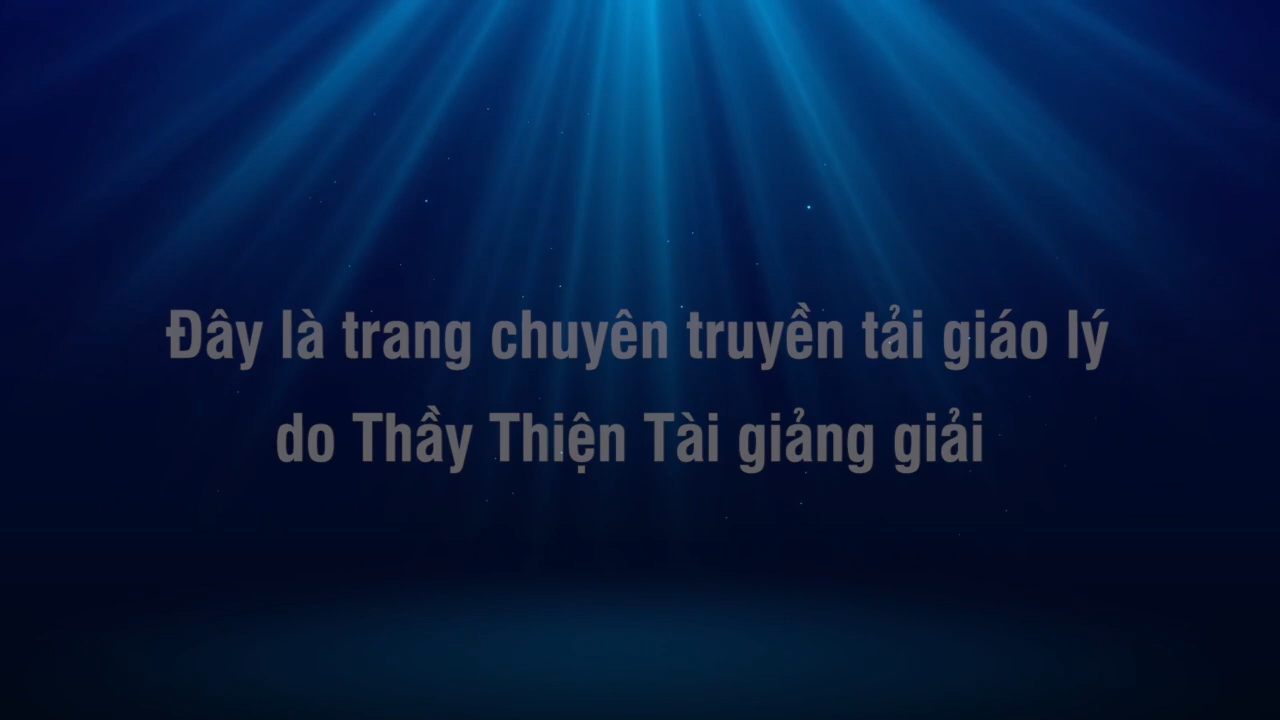 Đây là trang chuyên truyền tải giáo lý
do Thầy Thiện Tài giảng giải